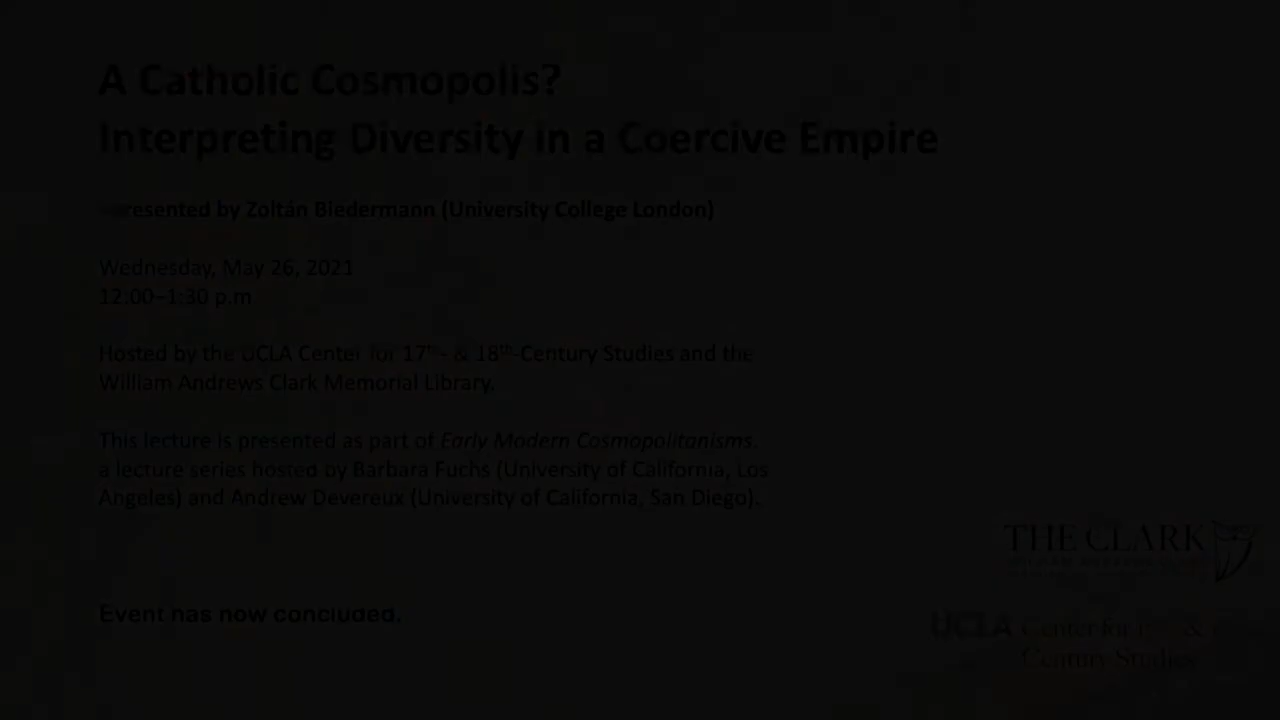 A Catholic Cosmopolis?
Interpreting Diversity in a Coercive Empire
Presented by Zoltán Biedermann (University College London)
Wednesday, May 26, 2021
12:00–1:30 p.m
Hosted by the UCLA Center for 17th- & 18th-Century Studies and the
William Andrews Clark Memorial Library.
This lecture is presented as part of Early Modern Cosmopolitanisms,
a lecture series hosted by Barbara Fuchs (University of California, Los
Angeles) and Andrew Devereux (University of California, San Diego).
THE CLARK
Event has now concluded.
UCLA Center for &
Century Studies